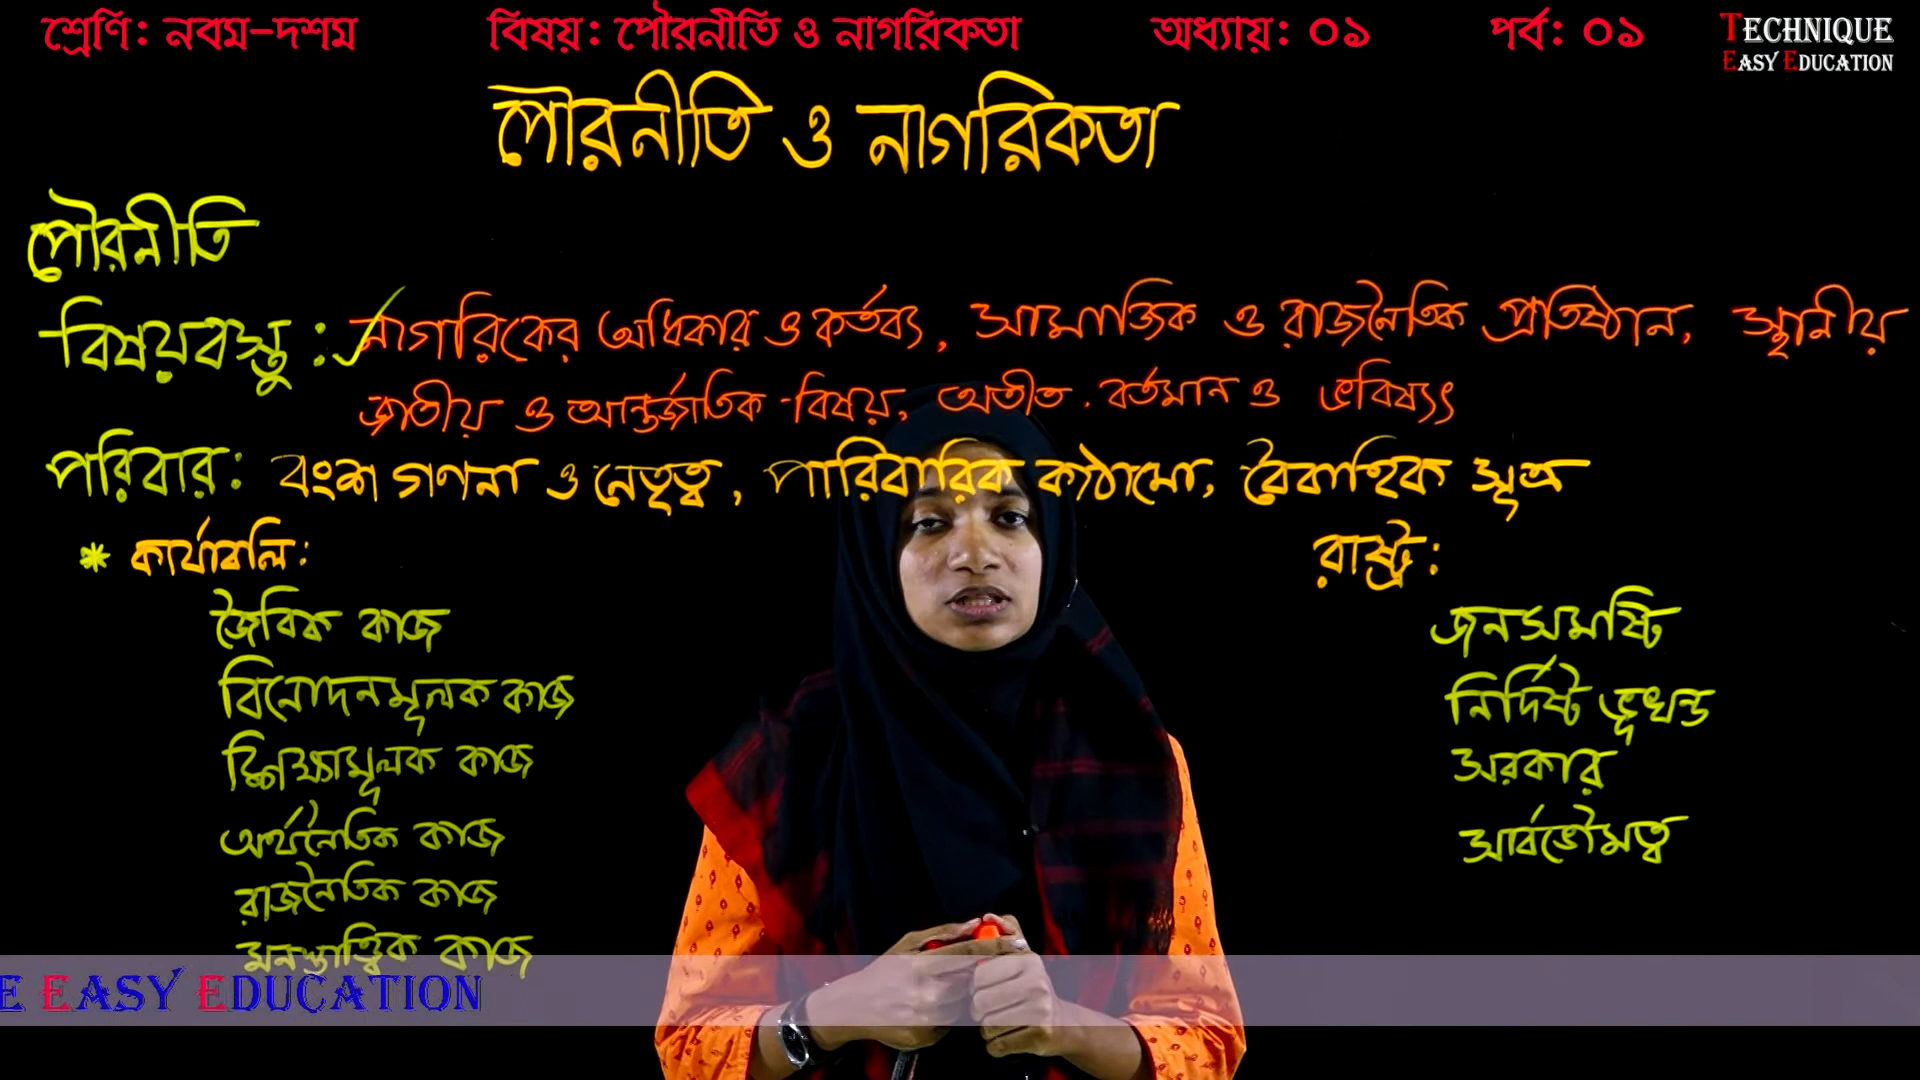 শ্রেণি: নবম-দশম বিষয়: পৌরনীতি ও নাগরিকতা অধ্যায়: ০১ পর্ব: ০১
TECHNIQUE
EASY EDUCATION
পৌরনীতি ও নাগরিকতা
পৌরনীতি
বিষয়বস্তু: নাগরিকের অধিকার ও কর্তব্য, সামাজিক ও রাজনৈতিক প্রতিষ্ঠান, স্থানীয়
জাতীয় ও আন্তর্জাতিক বিষয়, অতীত, বর্তমান ও ভবিষ্যৎ
পরিবার: বংশ গণনা ও নেতৃত্ব, পারিবারিক কাঠামো, বৈবাহিক সূত্র
* কার্যাবলি:
জৈবিক কাজ
বিনোদনমূলক কাজ
শিক্ষামূলক কাজ
অর্থনৈতিক কাজ
রাজনৈতিক কাজ
মনস্তাত্ত্বিক কাজ
রাষ্ট্র:
জনসমষ্টি
নির্দিষ্ট ভূখন্ড
সরকার
সার্বভৌমত্ব
E EASY EDUCATION